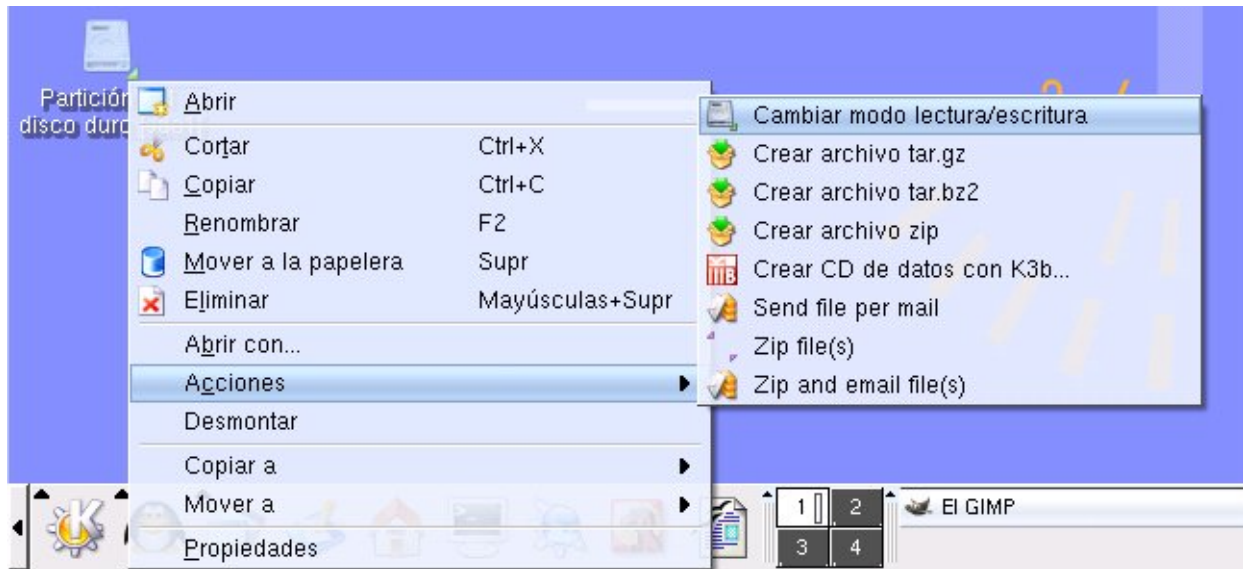 Partición
disco duro
Abrir
Cortar Ctrl+X
Copiar Ctrl+C
Renombrar F2
Mover a la papelera Supr
Eliminar Mayúsculas+Supr
Abrir con...
Acciones
Desmontar
Copiar a
Mover a
Propiedades
Cambiar modo lectura/escritura
Crear archivo tar.gz
Crear archivo tar.bz2
Crear archivo zip
Crear CD de datos con K3b...
Send file per mail
Zip file(s)
Zip and email file(s)
1 2
3 4
El GIMP